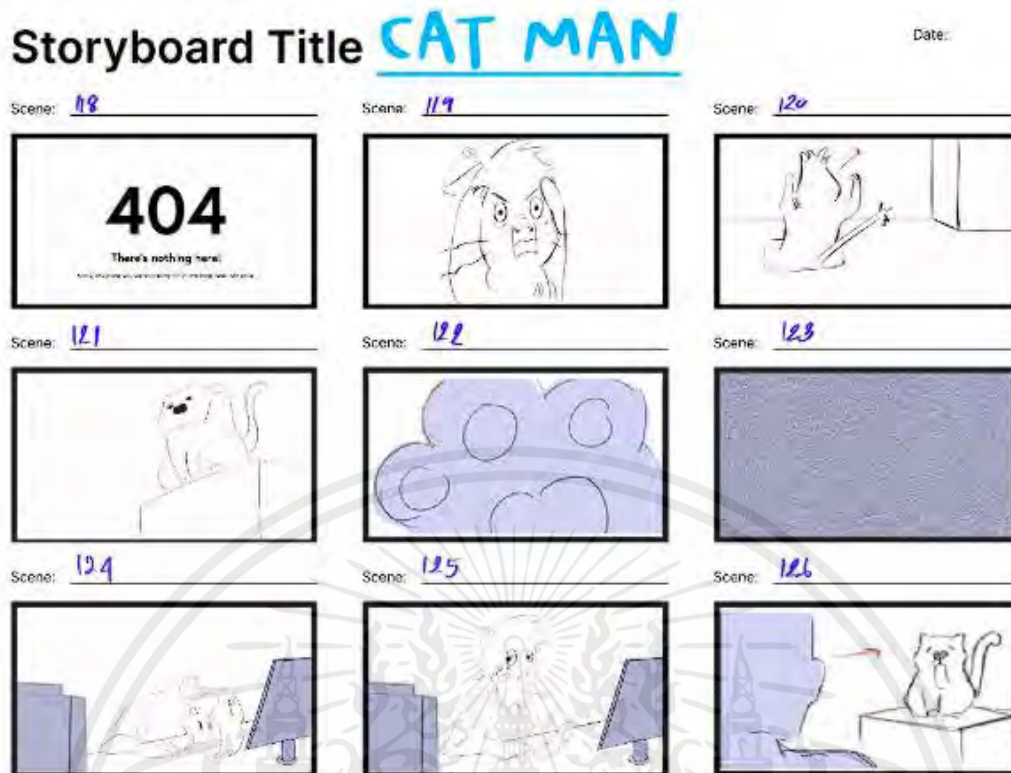 Storyboard Title CAT MAN
Date:
Scene: 118
Scene: 119
Scene: 120
404
There's nothing here!
Scene: 121
Scene: 122
Scene: 123
Scene: 124
Scene: 125
Scene: 126